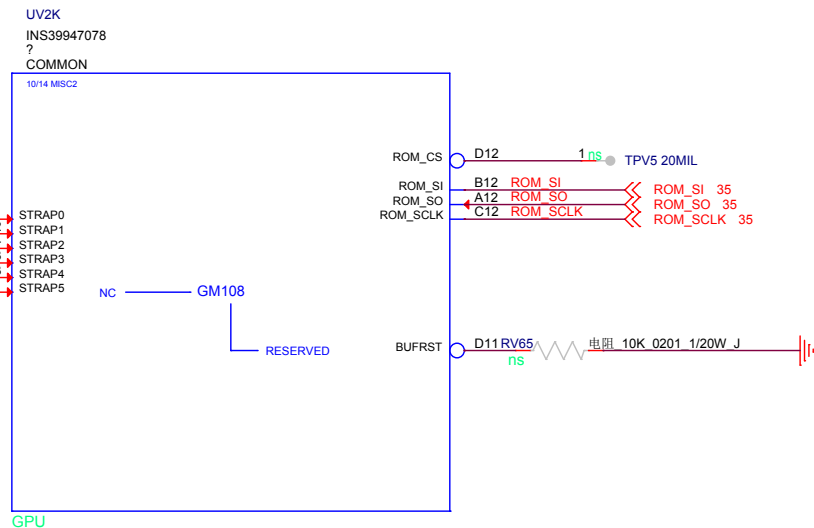 UV2K
INS39947078
?
COMMON
10/14 MISC2
ROM_CS D12 1 ns TPV5 20MIL
ROM_SI B12 ROM_SI ROM_SI 35
ROM_SO A12 ROM_SO ROM_SO 35
ROM_SCLK C12 ROM_SCLK ROM_SCLK 35
STRAP0
STRAP1
STRAP2
STRAP3
STRAP4
STRAP5
NC GM108
RESERVED
BUFRST D11 RV65 电阻_10K_0201_1/20W_J
ns
GPU